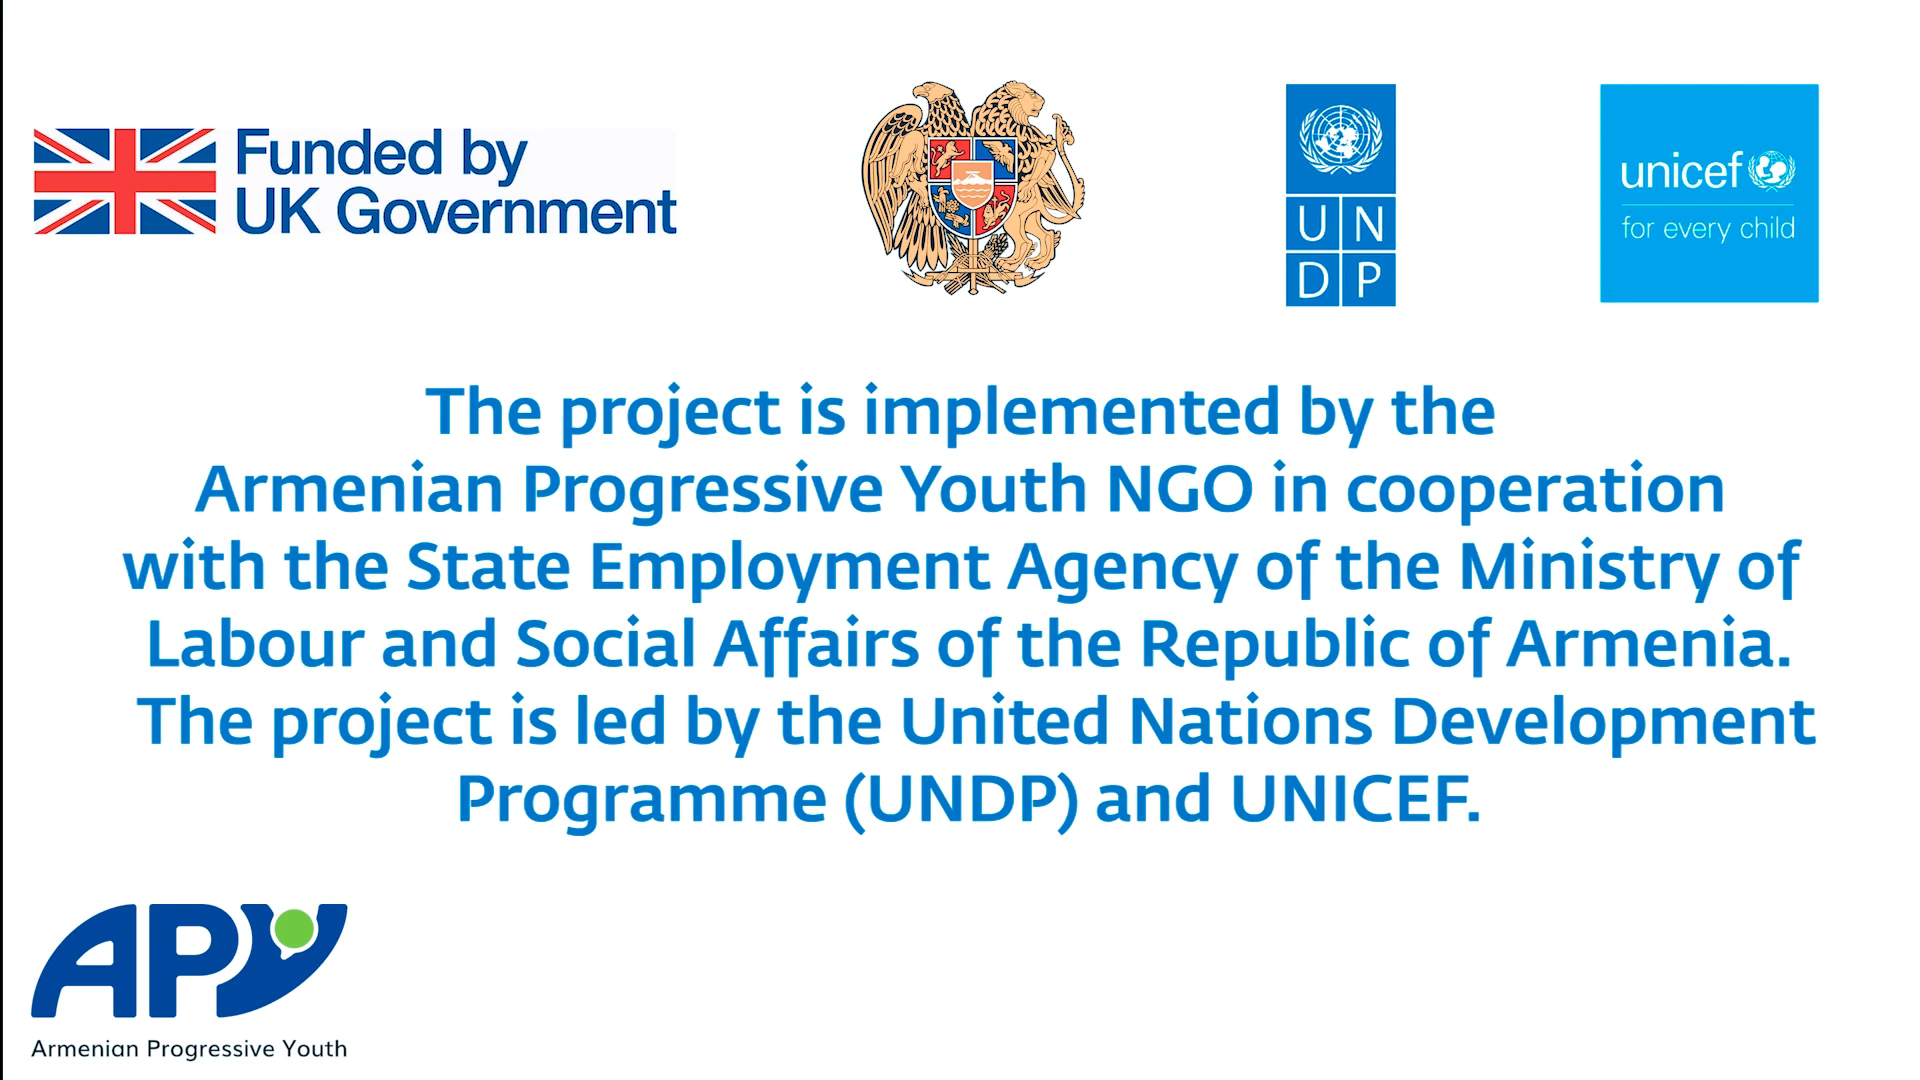 Funded by
UK Government
U N
D P
unicef
for every child
The project is implemented by the
Armenian Progressive Youth NGO in cooperation
with the State Employment Agency of the Ministry of
Labour and Social Affairs of the Republic of Armenia.
The project is led by the United Nations Development
Programme (UNDP) and UNICEF.
APY
Armenian Progressive Youth